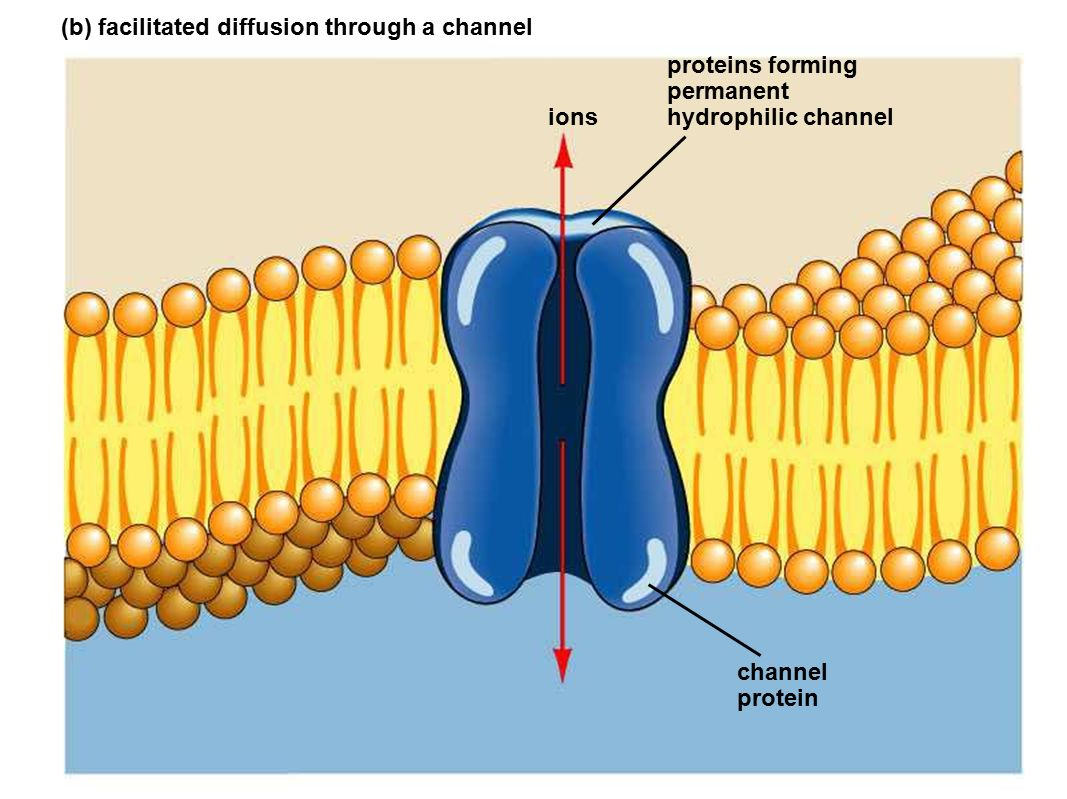 (b) facilitated diffusion through a channel
proteins forming
permanent
hydrophilic channel
ions
channel
protein